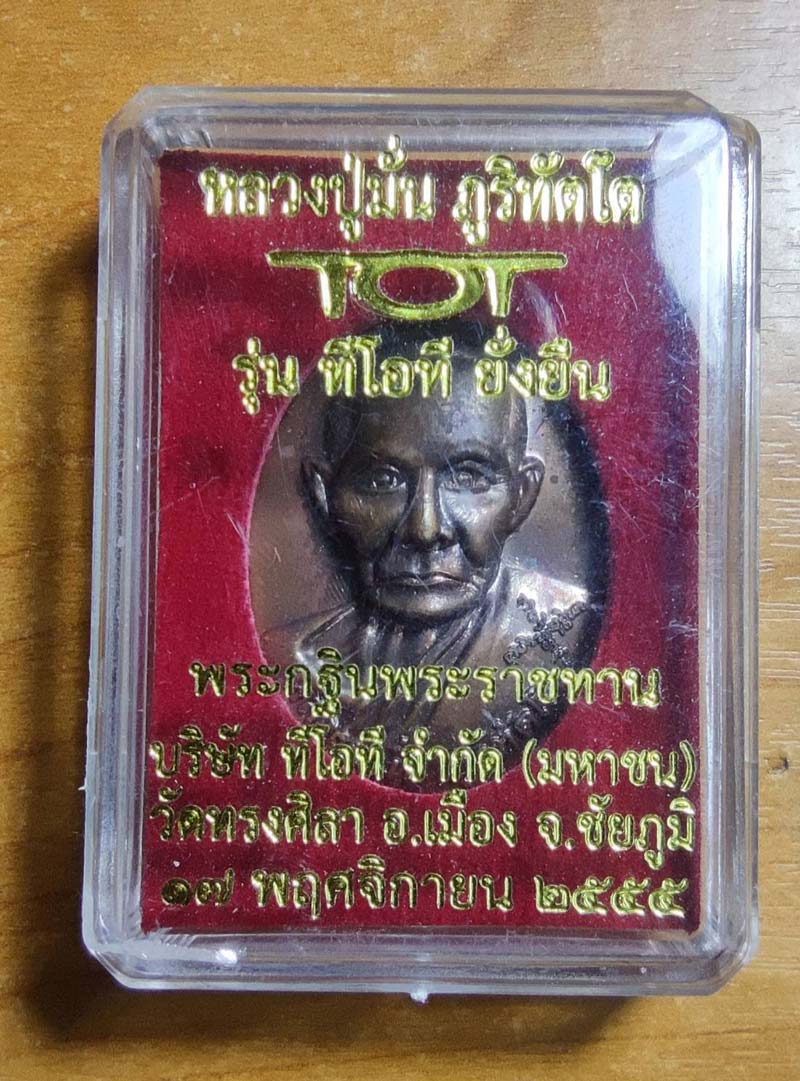 หลวงปู่มั่น ภูริทัตโต
TOT
รุ่น ทีโอที ยั่งยืน
พระกฐินพระราชทาน
บริษัท ทีโอที จำกัด (มหาชน)
วัดทรงศิลา อ.เมือง จ.ชัยภูมิ
๑๗ พฤศจิกายน ๒๕๕๕